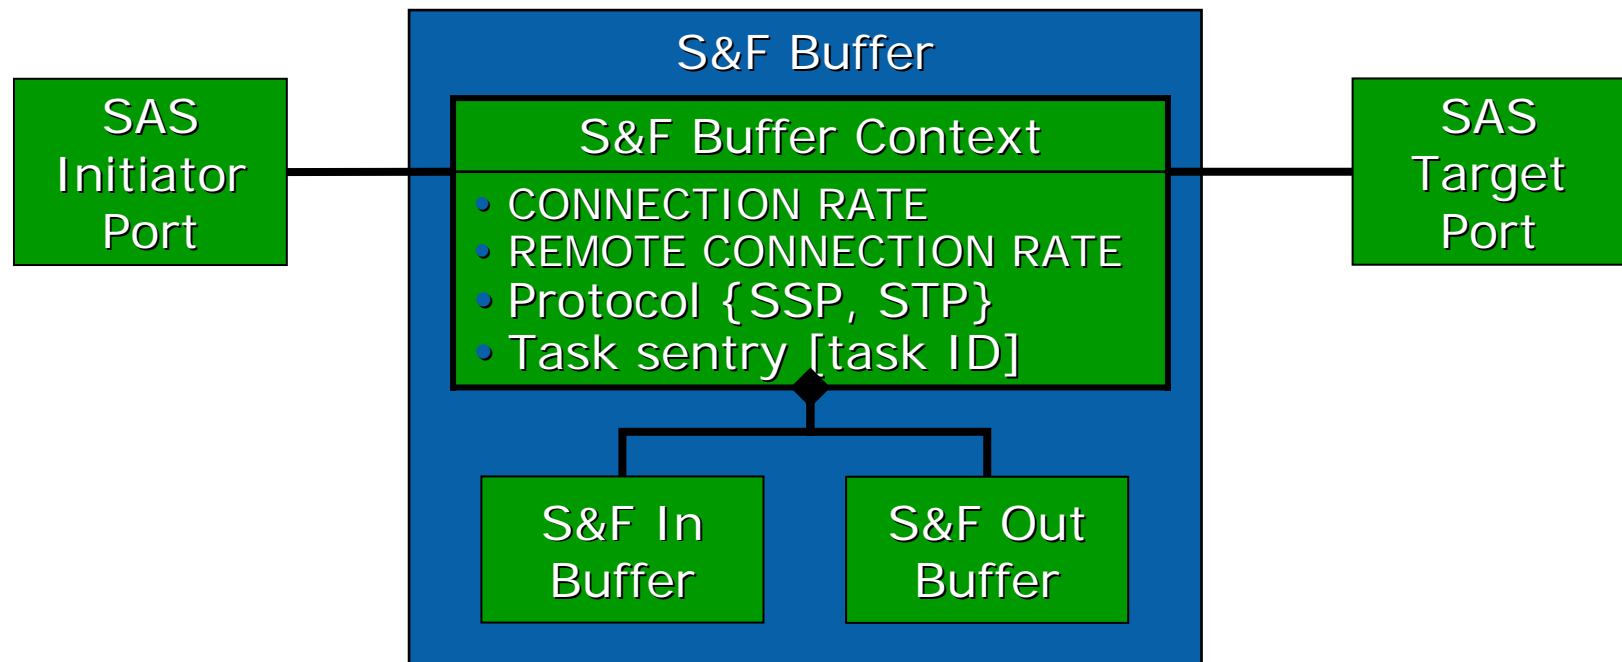 S&F Buffer
SAS
Initiator
Port
S&F Buffer Context
• CONNECTION RATE
• REMOTE CONNECTION RATE
• Protocol {SSP, STP}
• Task sentry [task ID]
SAS
Target
Port
S&F In
Buffer
S&F Out
Buffer